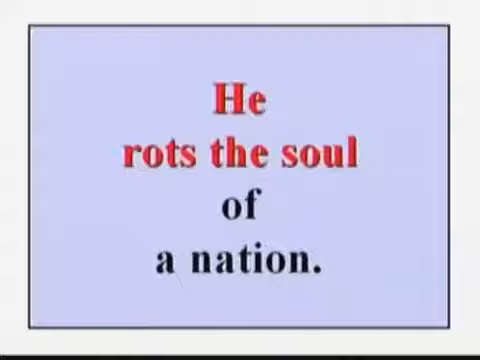 He
rots the soul
of
a nation.